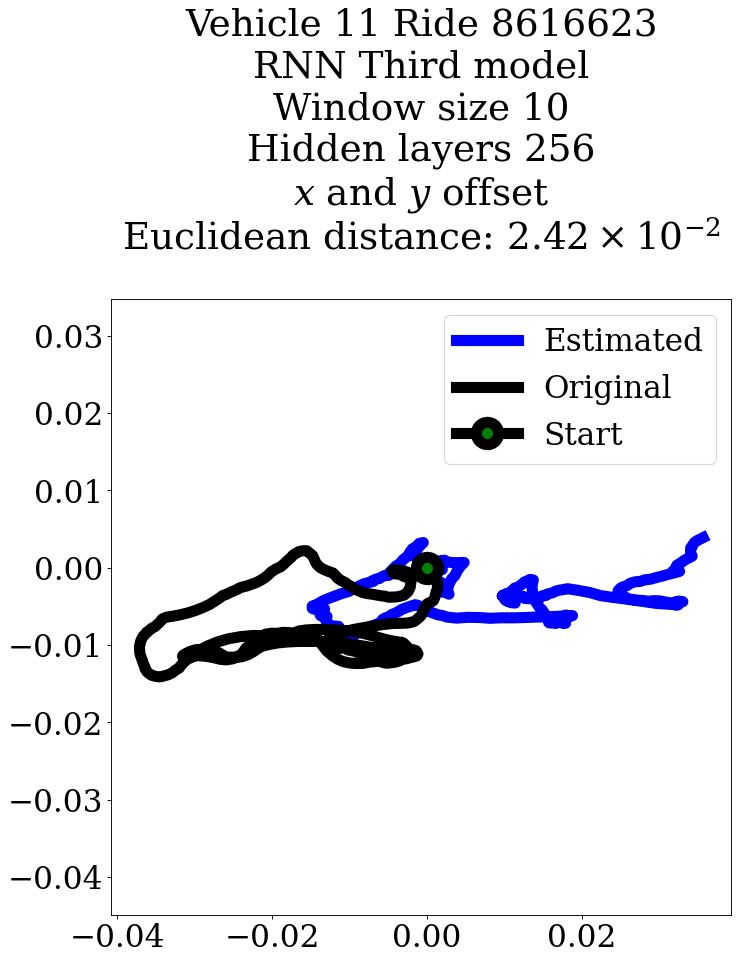 Vehicle 11 Ride 8616623
RNN Third model
Window size 10
Hidden layers 256
x and y offset
Euclidean distance: 2.42 × 10⁻²
Estimated
Original
Start
0.03
0.02
0.01
0.00
−0.01
−0.02
−0.03
−0.04
−0.04 −0.02 0.00 0.02